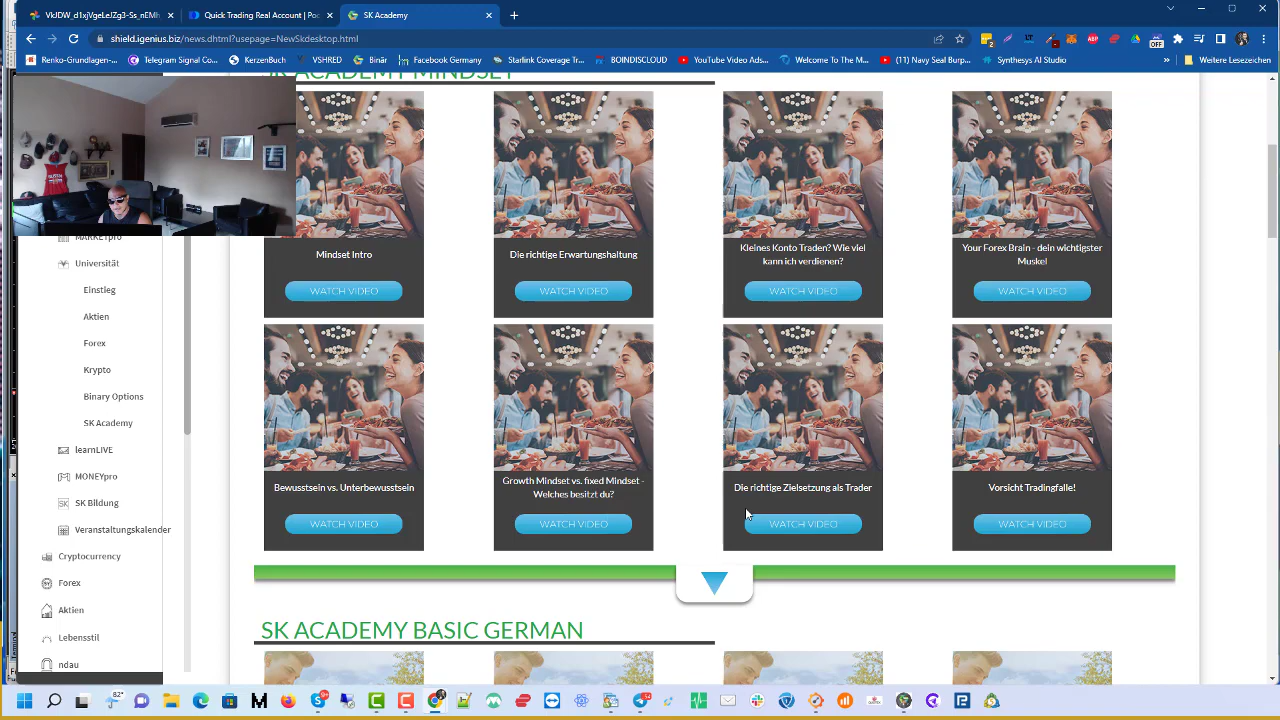 VkJDW_d1xjVgeLeJZg3-Ss_nEMh
Quick Trading Real Account | Poc
SK Academy
shield.igenius.biz/news.dhtml?usepage=NewSkdesktop.html
Renko-Grundlagen-...
Telegram Signal Co...
KerzenBuch
VSHRED
Binär
Facebook Germany
Starlink Coverage Tr...
BOINDISCLOUD
YouTube Video Ads...
Welcome To The M...
(11) Navy Seal Burp...
Synthesys AI Studio
Weitere Lesezeichen
SK ACADEMY MINDSET
Mindset Intro
Die richtige Erwartungshaltung
Kleines Konto Traden? Wie viel
kann ich verdienen?
Your Forex Brain - dein wichtigster
Muskel
WATCH VIDEO
WATCH VIDEO
WATCH VIDEO
WATCH VIDEO
Bewusstsein vs. Unterbewusstsein
Growth Mindset vs. fixed Mindset -
Welches besitzt du?
Die richtige Zielsetzung als Trader
Vorsicht Tradingfalle!
WATCH VIDEO
WATCH VIDEO
WATCH VIDEO
WATCH VIDEO
SK ACADEMY BASIC GERMAN
MARKETpro
Universität
Einstieg
Aktien
Forex
Krypto
Binary Options
SK Academy
learnLIVE
MONEYpro
SK Bildung
Veranstaltungskalender
Cryptocurrency
Forex
Aktien
Lebensstil
ndau
82°